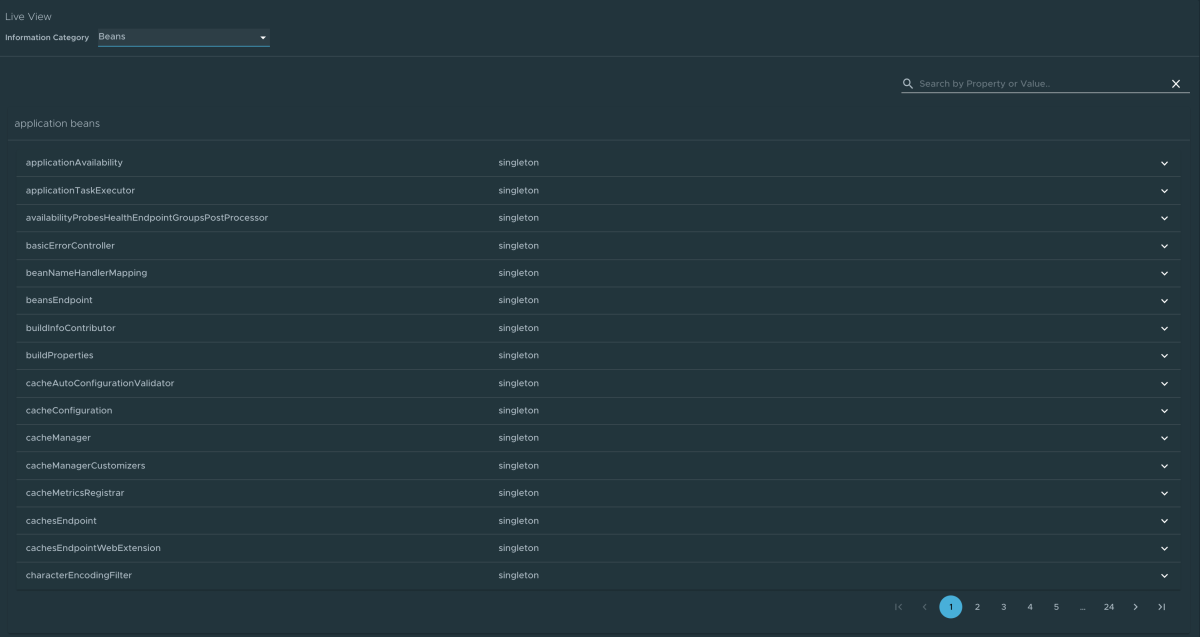 Live View
Information Category Beans
Search by Property or Value..
application beans
applicationAvailability singleton
applicationTaskExecutor singleton
availabilityProbesHealthEndpointGroupsPostProcessor singleton
basicErrorController singleton
beanNameHandlerMapping singleton
beansEndpoint singleton
buildInfoContributor singleton
buildProperties singleton
cacheAutoConfigurationValidator singleton
cacheConfiguration singleton
cacheManager singleton
cacheManagerCustomizers singleton
cacheMetricsRegistrar singleton
cachesEndpoint singleton
cachesEndpointWebExtension singleton
characterEncodingFilter singleton
1 2 3 4 5 ... 24